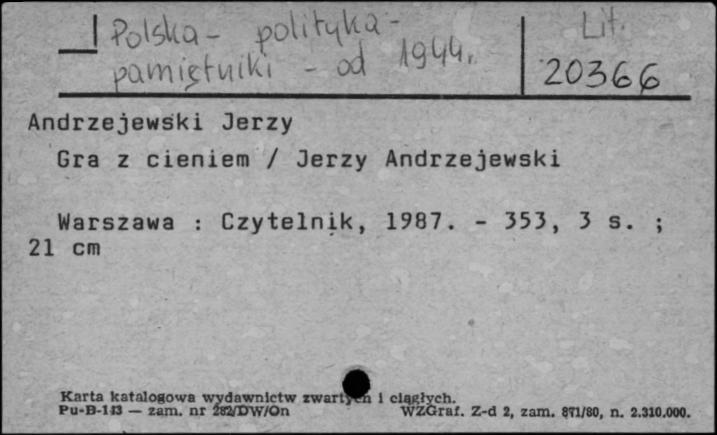 Polska - polityka -
pamiętniki - od 1944.
Lit.
20366
Andrzejewski Jerzy
Gra z cieniem / Jerzy Andrzejewski
Warszawa : Czytelnik, 1987. - 353, 3 s. ;
21 cm
Karta katalogowa wydawnictw zwartych i ciągłych.
Pu-B-143 — zam. nr 282/DW/On WZGraf. Z-d 2, zam. 871/80, n. 2.310.000.